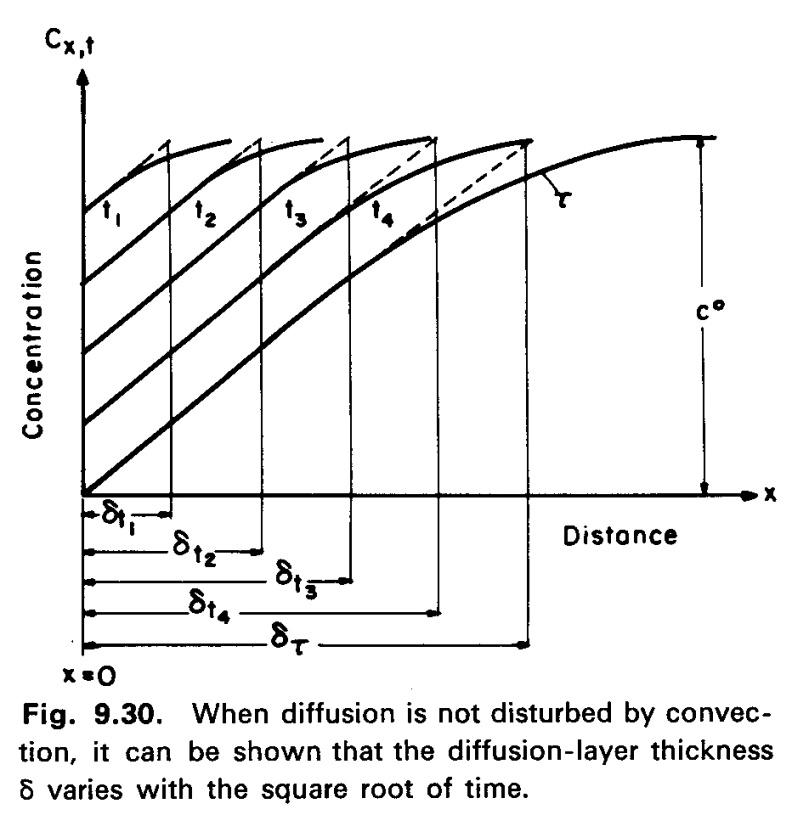 Cx,t
t1
t2
t3
t4
τ
c°
Concentration
x
δt1
Distance
δt2
δt3
δt4
δτ
x=0
Fig. 9.30. When diffusion is not disturbed by convec-
tion, it can be shown that the diffusion-layer thickness
δ varies with the square root of time.